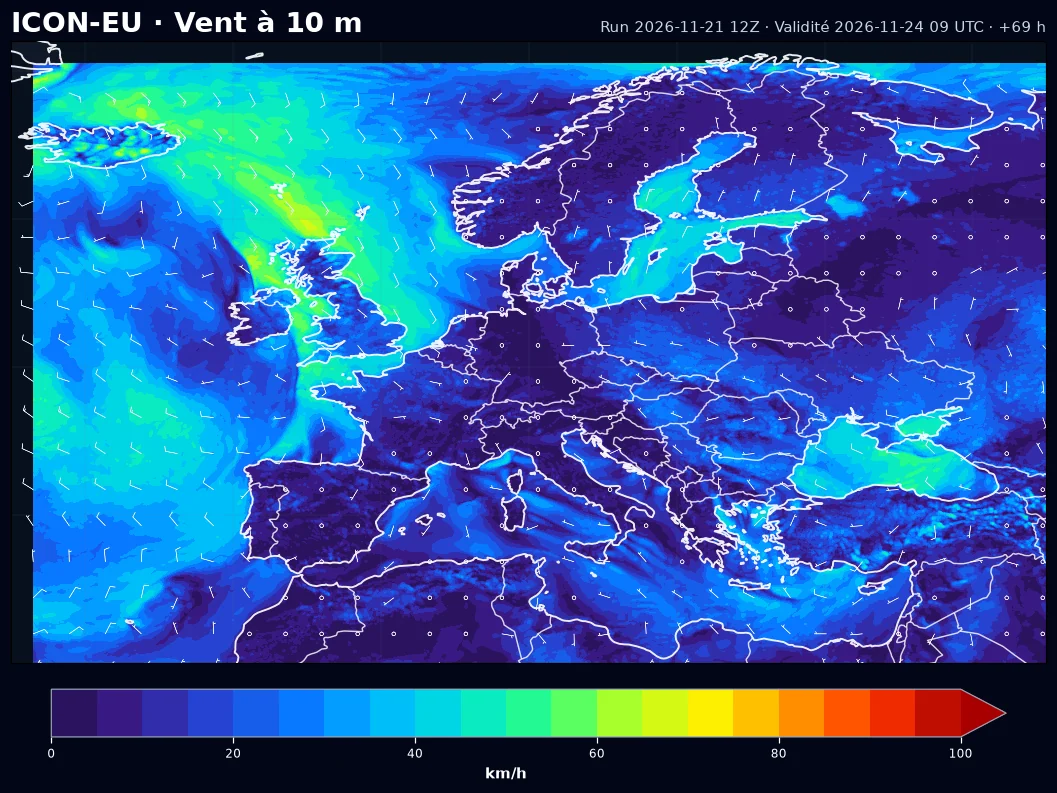 ICON-EU · Vent à 10 m
Run 2026-11-21 12Z · Validité 2026-11-24 09 UTC · +69 h
0 20 40 60 80 100
km/h